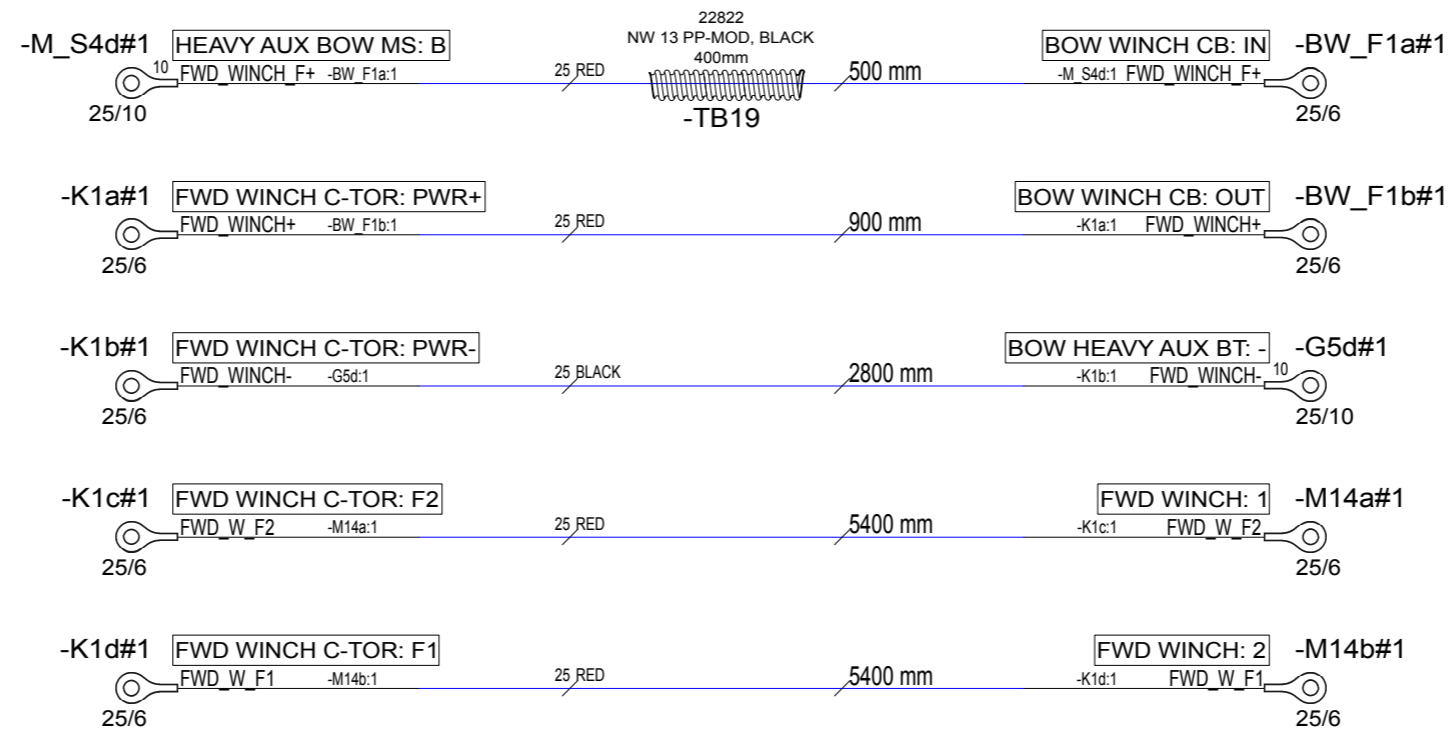 22822
NW 13 PP-MOD, BLACK
400mm
-M_S4d#1 HEAVY AUX BOW MS: B BOW WINCH CB: IN -BW_F1a#1
10 FWD_WINCH_F+ -BW_F1a:1 25 RED 500 mm -M_S4d:1 FWD_WINCH_F+
25/10 -TB19 25/6
-K1a#1 FWD WINCH C-TOR: PWR+ BOW WINCH CB: OUT -BW_F1b#1
FWD_WINCH+ -BW_F1b:1 25 RED 900 mm -K1a:1 FWD_WINCH+
25/6 25/6
-K1b#1 FWD WINCH C-TOR: PWR- BOW HEAVY AUX BT: - -G5d#1
FWD_WINCH- -G5d:1 25 BLACK 2800 mm -K1b:1 FWD_WINCH- 10
25/6 25/10
-K1c#1 FWD WINCH C-TOR: F2 FWD WINCH: 1 -M14a#1
FWD_W_F2 -M14a:1 25 RED 5400 mm -K1c:1 FWD_W_F2
25/6 25/6
-K1d#1 FWD WINCH C-TOR: F1 FWD WINCH: 2 -M14b#1
FWD_W_F1 -M14b:1 25 RED 5400 mm -K1d:1 FWD_W_F1
25/6 25/6